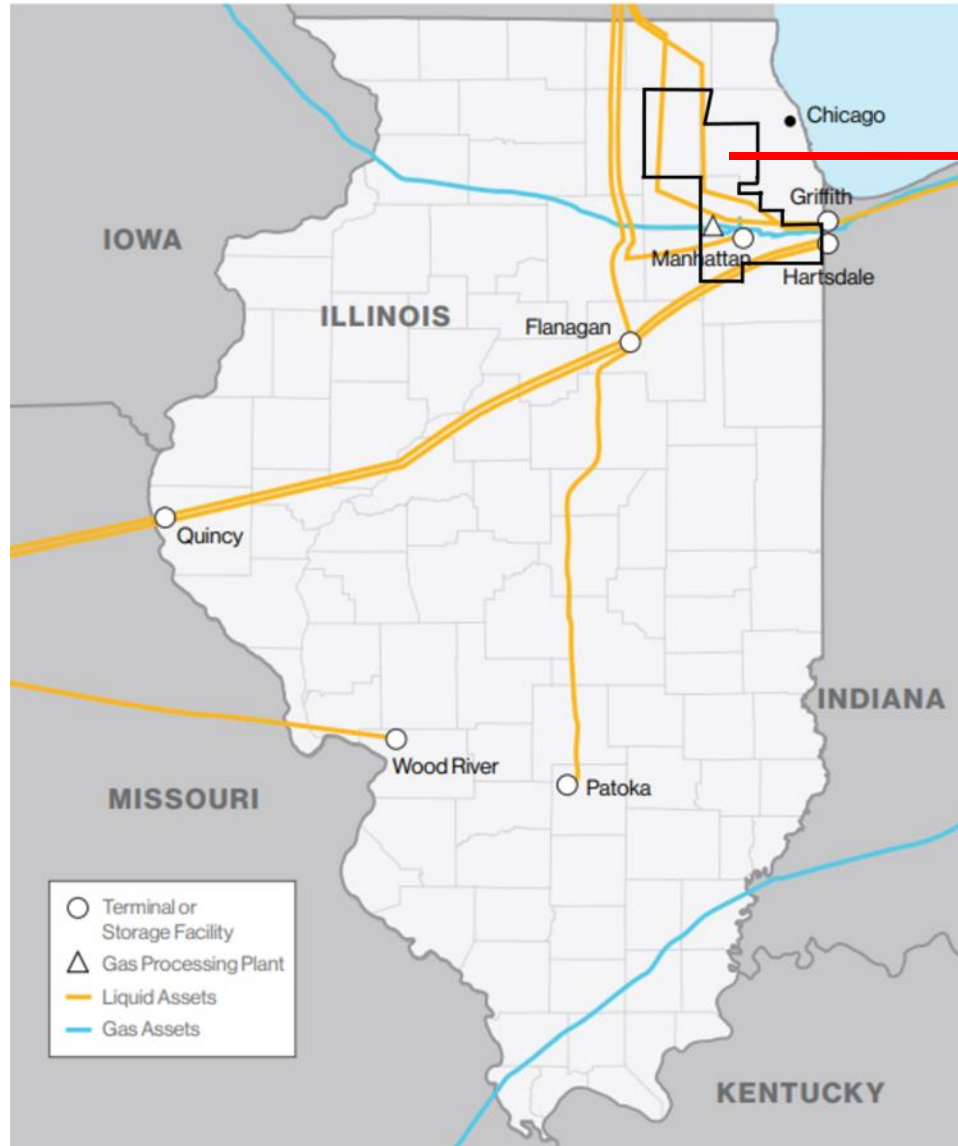 Chicago
Griffith
IOWA
Manhattan
Hartsdale
ILLINOIS
Flanagan
Quincy
INDIANA
Wood River
Patoka
MISSOURI
Terminal or
Storage Facility
Gas Processing Plant
Liquid Assets
Gas Assets
KENTUCKY